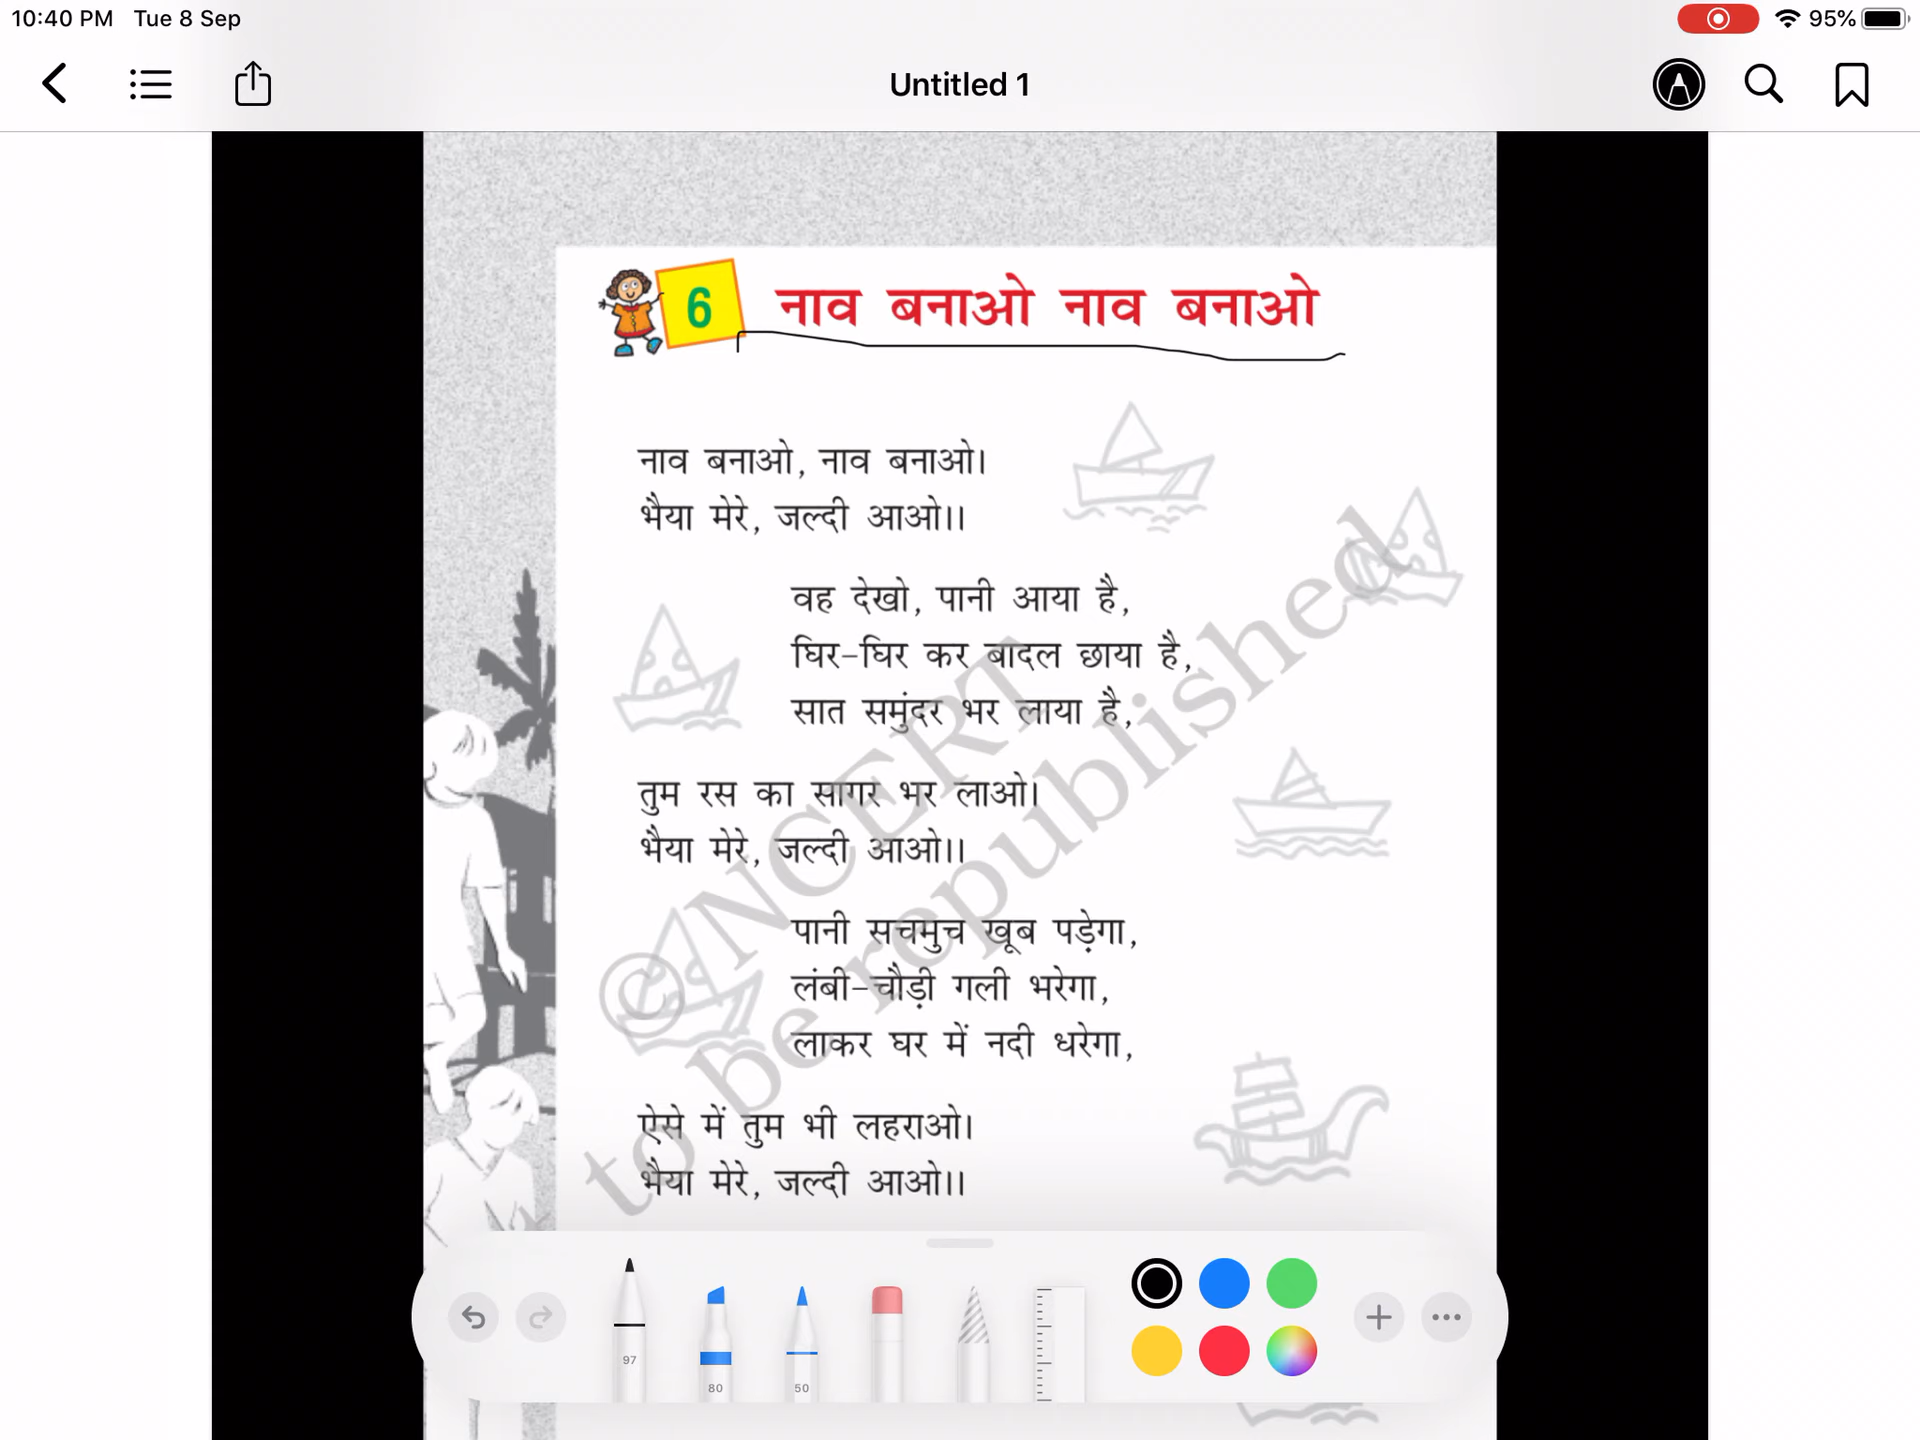 10:40 PM Tue 8 Sep
95%
Untitled 1
6 नाव बनाओ नाव बनाओ
नाव बनाओ, नाव बनाओ।
भैया मेरे, जल्दी आओ।।
वह देखो, पानी आया है,
घिर-घिर कर बादल छाया है,
सात समुंदर भर लाया है,
तुम रस का सागर भर लाओ।
भैया मेरे, जल्दी आओ।।
पानी सचमुच खूब पड़ेगा,
लंबी-चौड़ी गली भरेगा,
लाकर घर में नदी धरेगा,
ऐसे में तुम भी लहराओ।
भैया मेरे, जल्दी आओ।।
© NCERT
to be republished
97
80
50